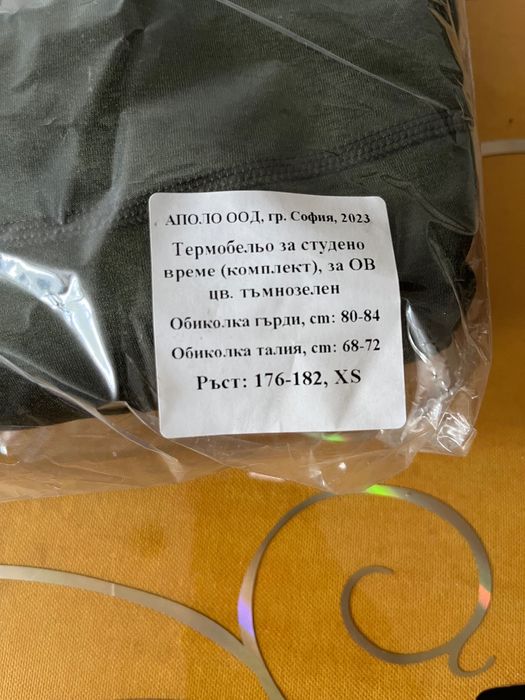 АПОЛО ООД, гр. София, 2023
Термобельо за студено
време (комплект), за ОВ
цв. тъмнозелен
Обиколка гърди, cm: 80-84
Обиколка талия, cm: 68-72
Ръст: 176-182, XS